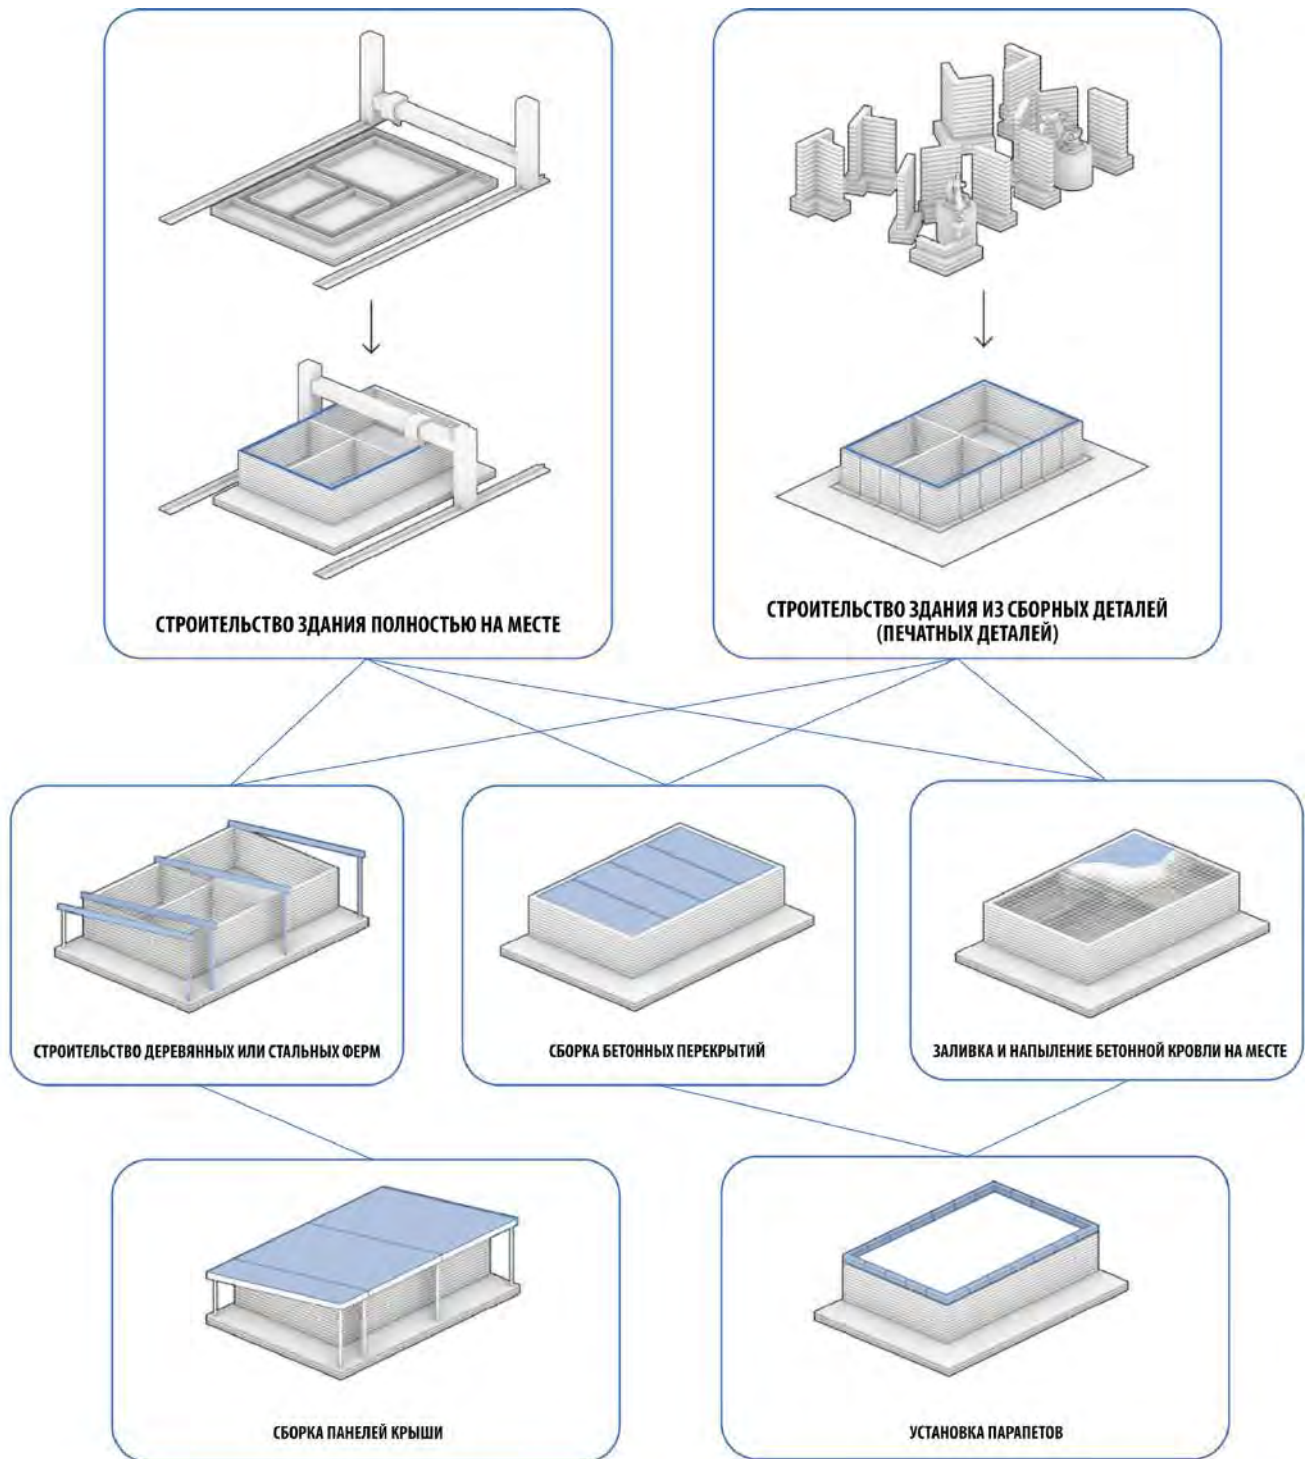 СТРОИТЕЛЬСТВО ЗДАНИЯ ПОЛНОСТЬЮ НА МЕСТЕ
СТРОИТЕЛЬСТВО ЗДАНИЯ ИЗ СБОРНЫХ ДЕТАЛЕЙ
(ПЕЧАТНЫХ ДЕТАЛЕЙ)
СТРОИТЕЛЬСТВО ДЕРЕВЯННЫХ ИЛИ СТАЛЬНЫХ ФЕРМ
СБОРКА БЕТОННЫХ ПЕРЕКРЫТИЙ
ЗАЛИВКА И НАПЫЛЕНИЕ БЕТОННОЙ КРОВЛИ НА МЕСТЕ
СБОРКА ПАНЕЛЕЙ КРЫШИ
УСТАНОВКА ПАРАПЕТОВ